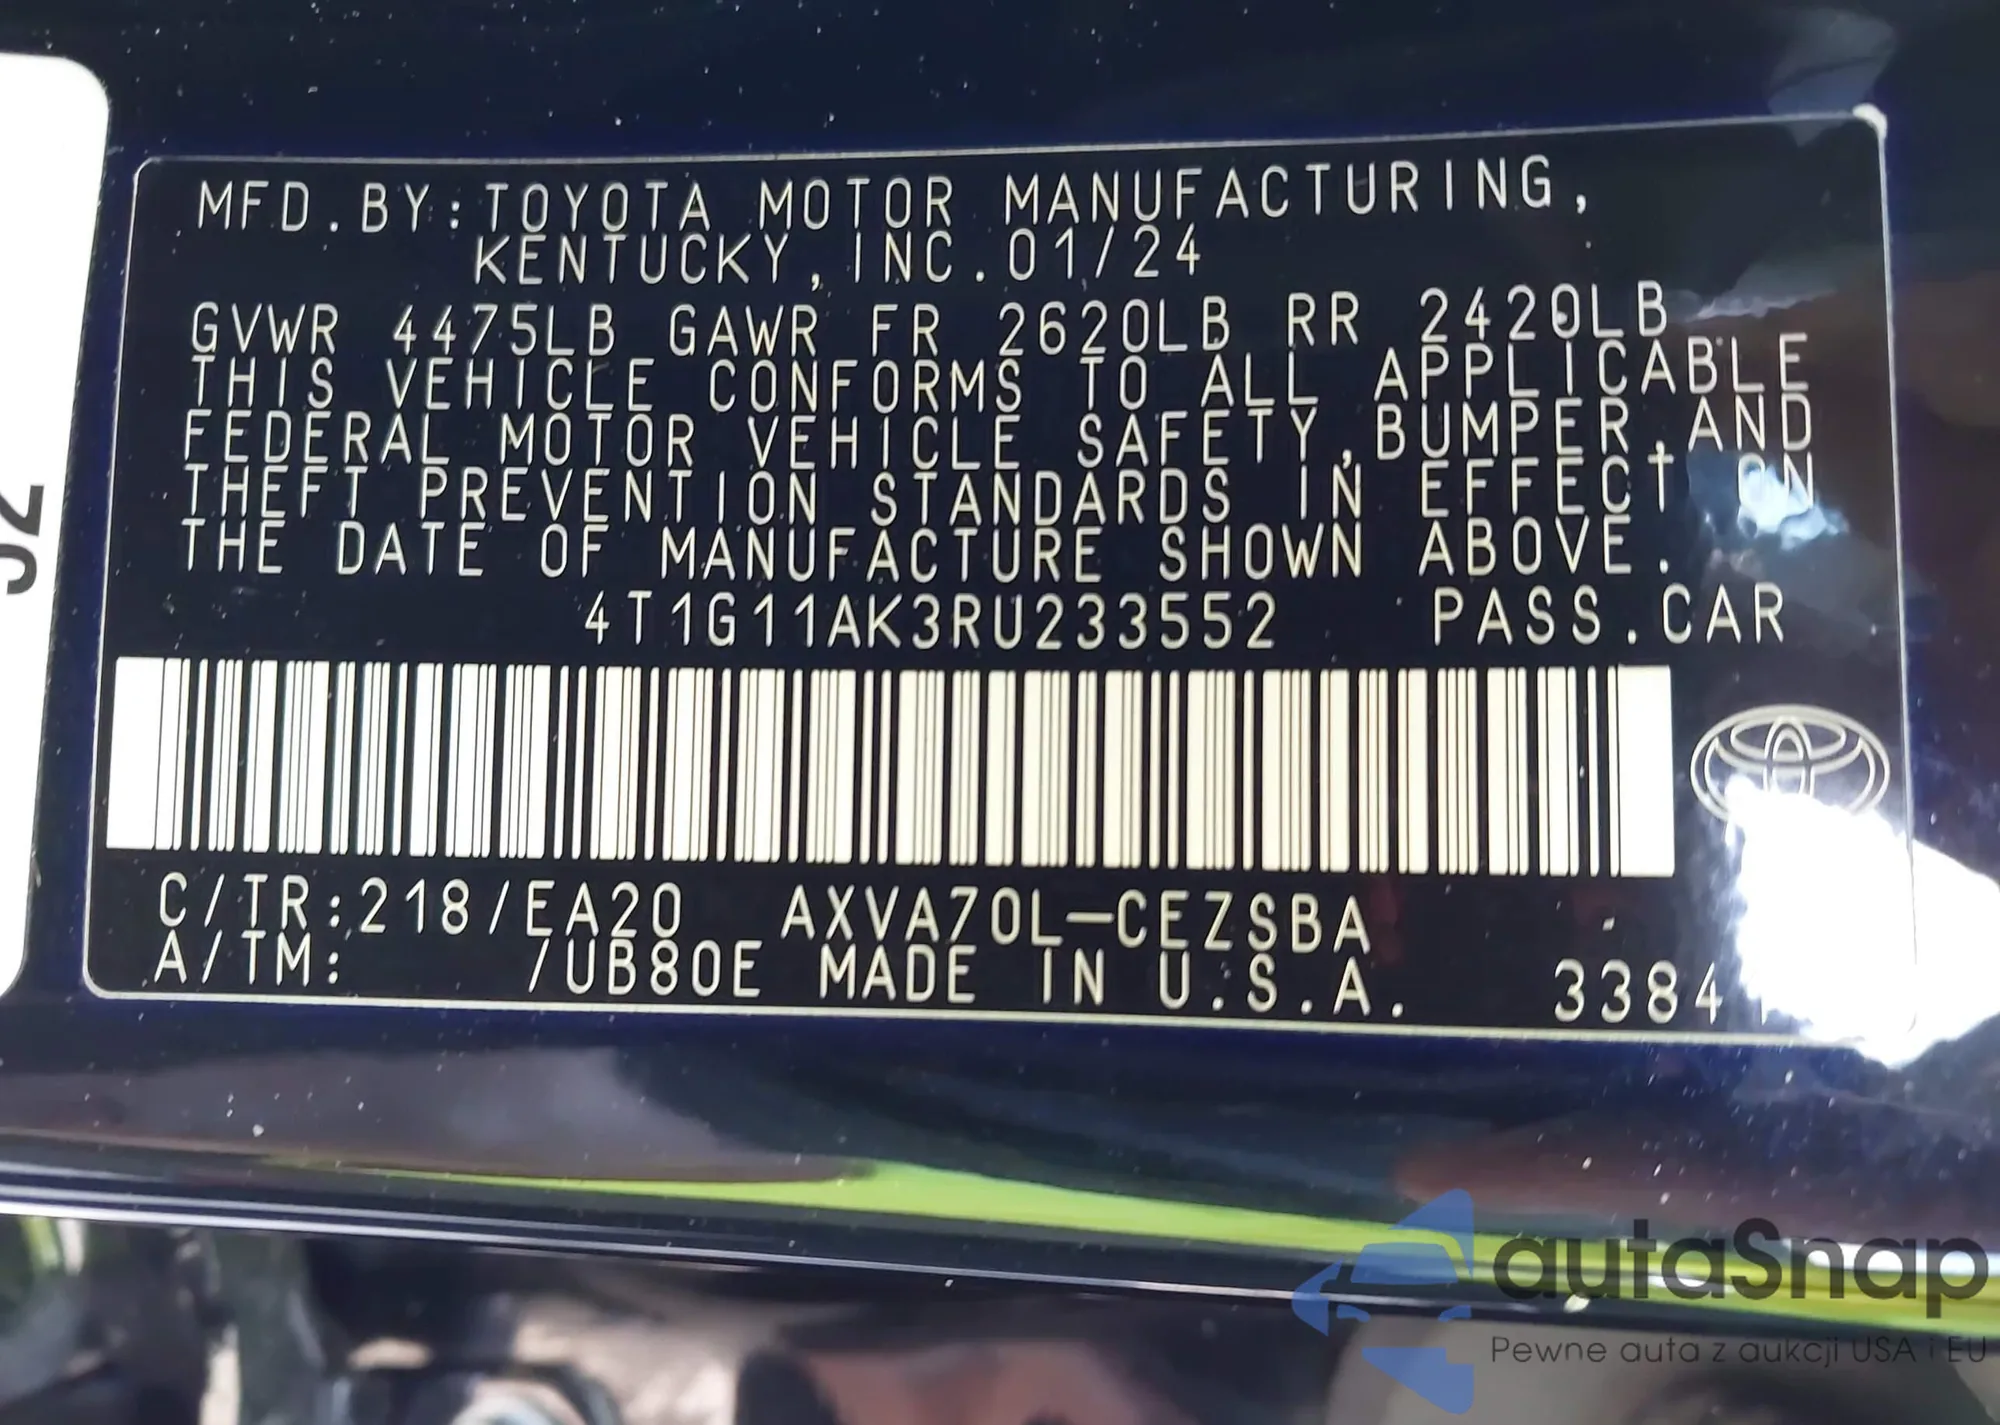 MFD.BY:TOYOTA MOTOR MANUFACTURING,
KENTUCKY, INC.01/24
GVWR 4475LB GAWR FR 2620LB RR 2420LB
THIS VEHICLE CONFORMS TO ALL APPLICABLE
FEDERAL MOTOR VEHICLE SAFETY,BUMPER,AND
THEFT PREVENTION STANDARDS IN EFFECT ON
THE DATE OF MANUFACTURE SHOWN ABOVE.
4T1G11AK3RU233552 PASS.CAR
C/TR:218/EA20 AXVA70L-CEZSBA
A/TM: /UB80E MADE IN U.S.A.
autaSnap
Pewne auta z aukcji USA i EU